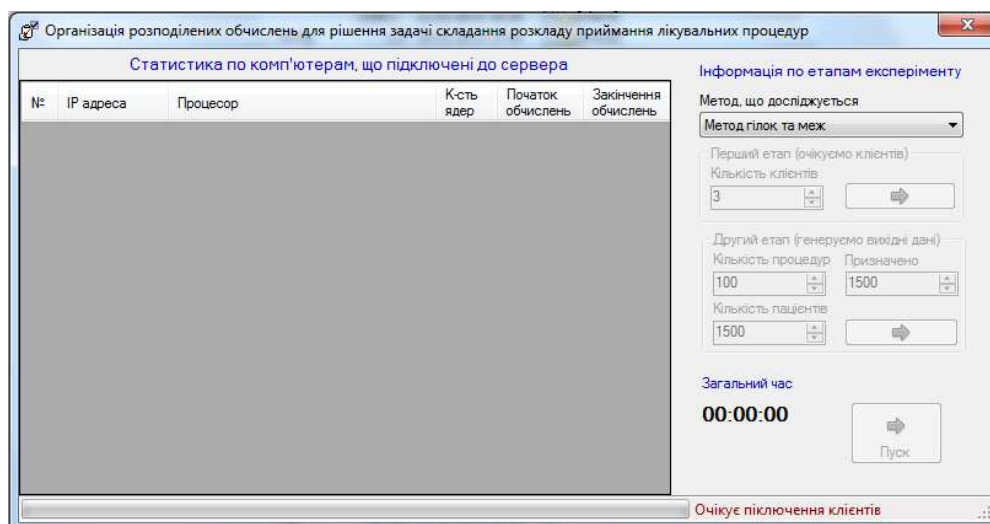 Організація розподілених обчислень для рішення задачі складання розкладу приймання лікувальних процедур
Статистика по комп'ютерам, що підключені до сервера
№ IP адреса Процесор К-сть ядер Початок обчислень Закінчення обчислень
Інформація по етапам експеріменту
Метод, що досліджується
Метод гілок та меж
Перший етап (очікуємо клієнтів)
Кількість клієнтів
3
Другий етап (генеруємо вихідні дані)
Кількість процедур Призначено
100 1500
Кількість пацієнтів
1500
Загальний час
00:00:00
Пуск
Очікує піключення клієнтів